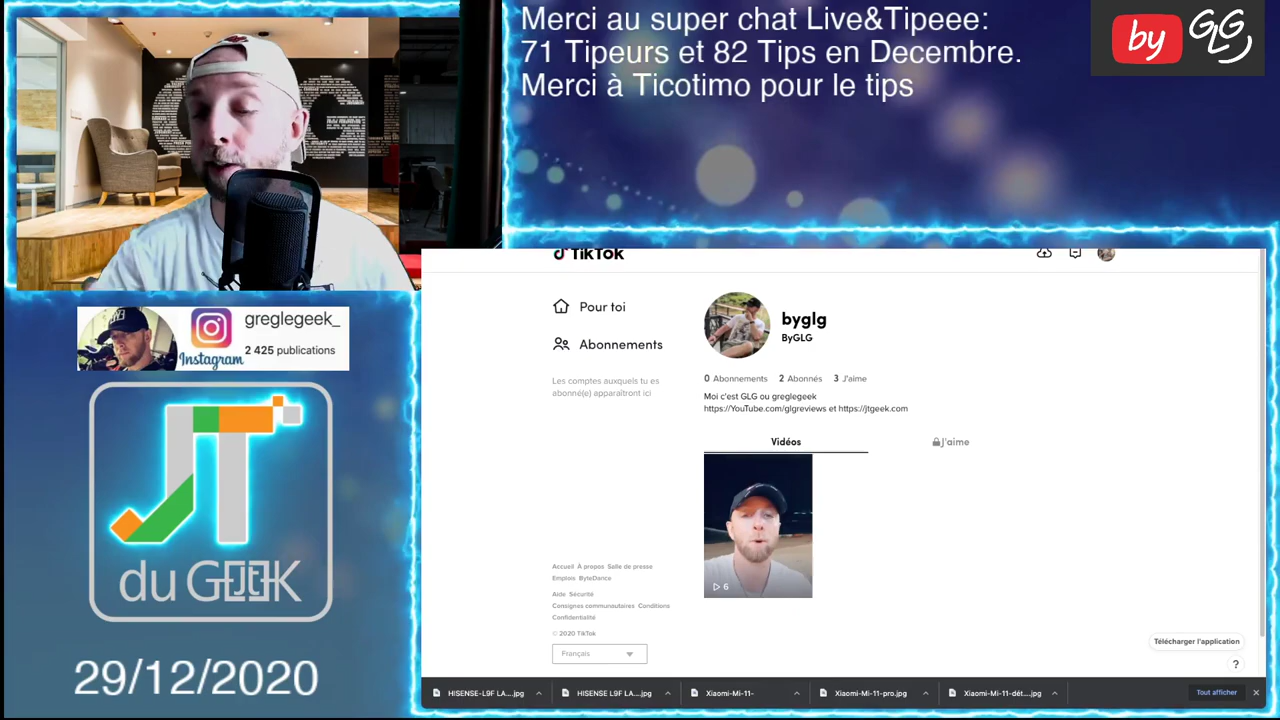 Merci au super chat Live&Tipeee:
71 Tipeurs et 82 Tips en Decembre.
Merci à Ticotimo pour le tips
by GLG
greglegeek_
Instagram
2 425 publications
JT
du GEEK
29/12/2020
TikTok
Pour toi
Abonnements
Les comptes auxquels tu es
abonné(e) apparaîtront ici
byglg
ByGLG
0 Abonnements 2 Abonnés 3 J'aime
Moi c'est GLG ou greglegeek
https://YouTube.com/glgreviews et https://jtgeek.com
Vidéos
J'aime
6
Accueil À propos Salle de presse
Emplois ByteDance
Aide Sécurité
Consignes communautaires Conditions
Confidentialité
© 2020 TikTok
Français
Télécharger l'application
?
HISENSE-L9F LA....jpg
HISENSE L9F LA....jpg
Xiaomi-Mi-11-
Xiaomi-Mi-11-pro.jpg
Xiaomi-Mi-11-dét....jpg
Tout afficher